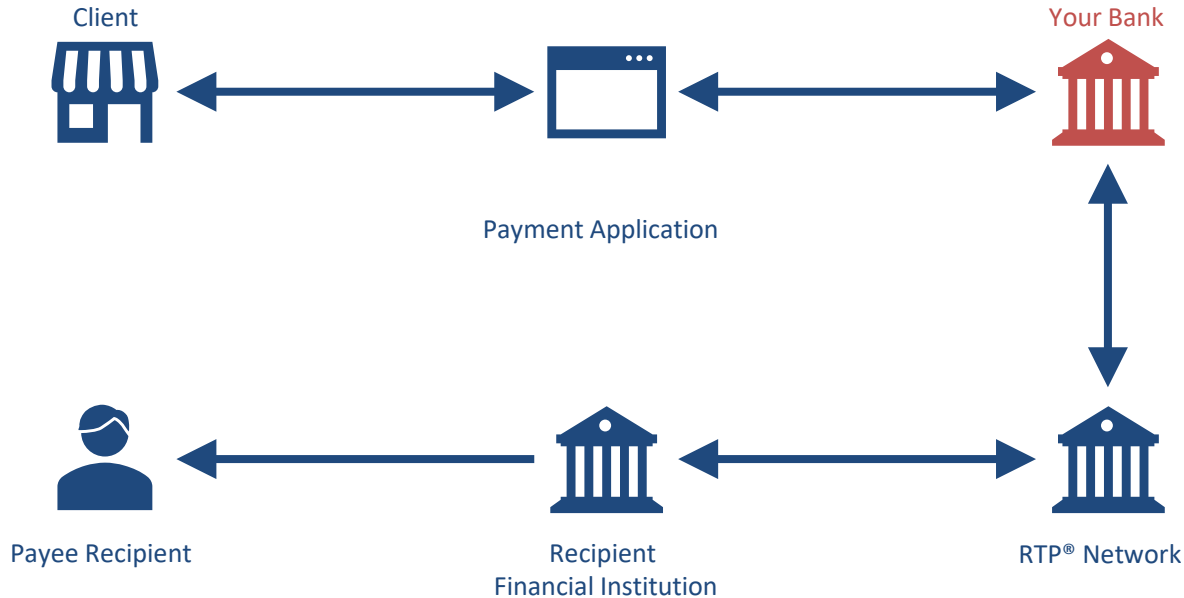 Client
Your Bank
Payment Application
Payee Recipient
Recipient
Financial Institution
RTP® Network